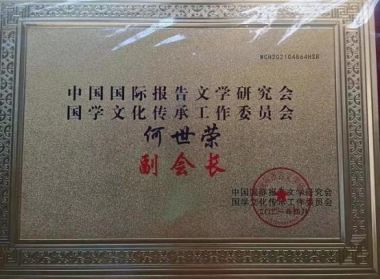 中国国际报告文学研究会
国学文化传承工作委员会
何世荣
副会长
中国国际报告文学研究会
国学文化传承工作委员会